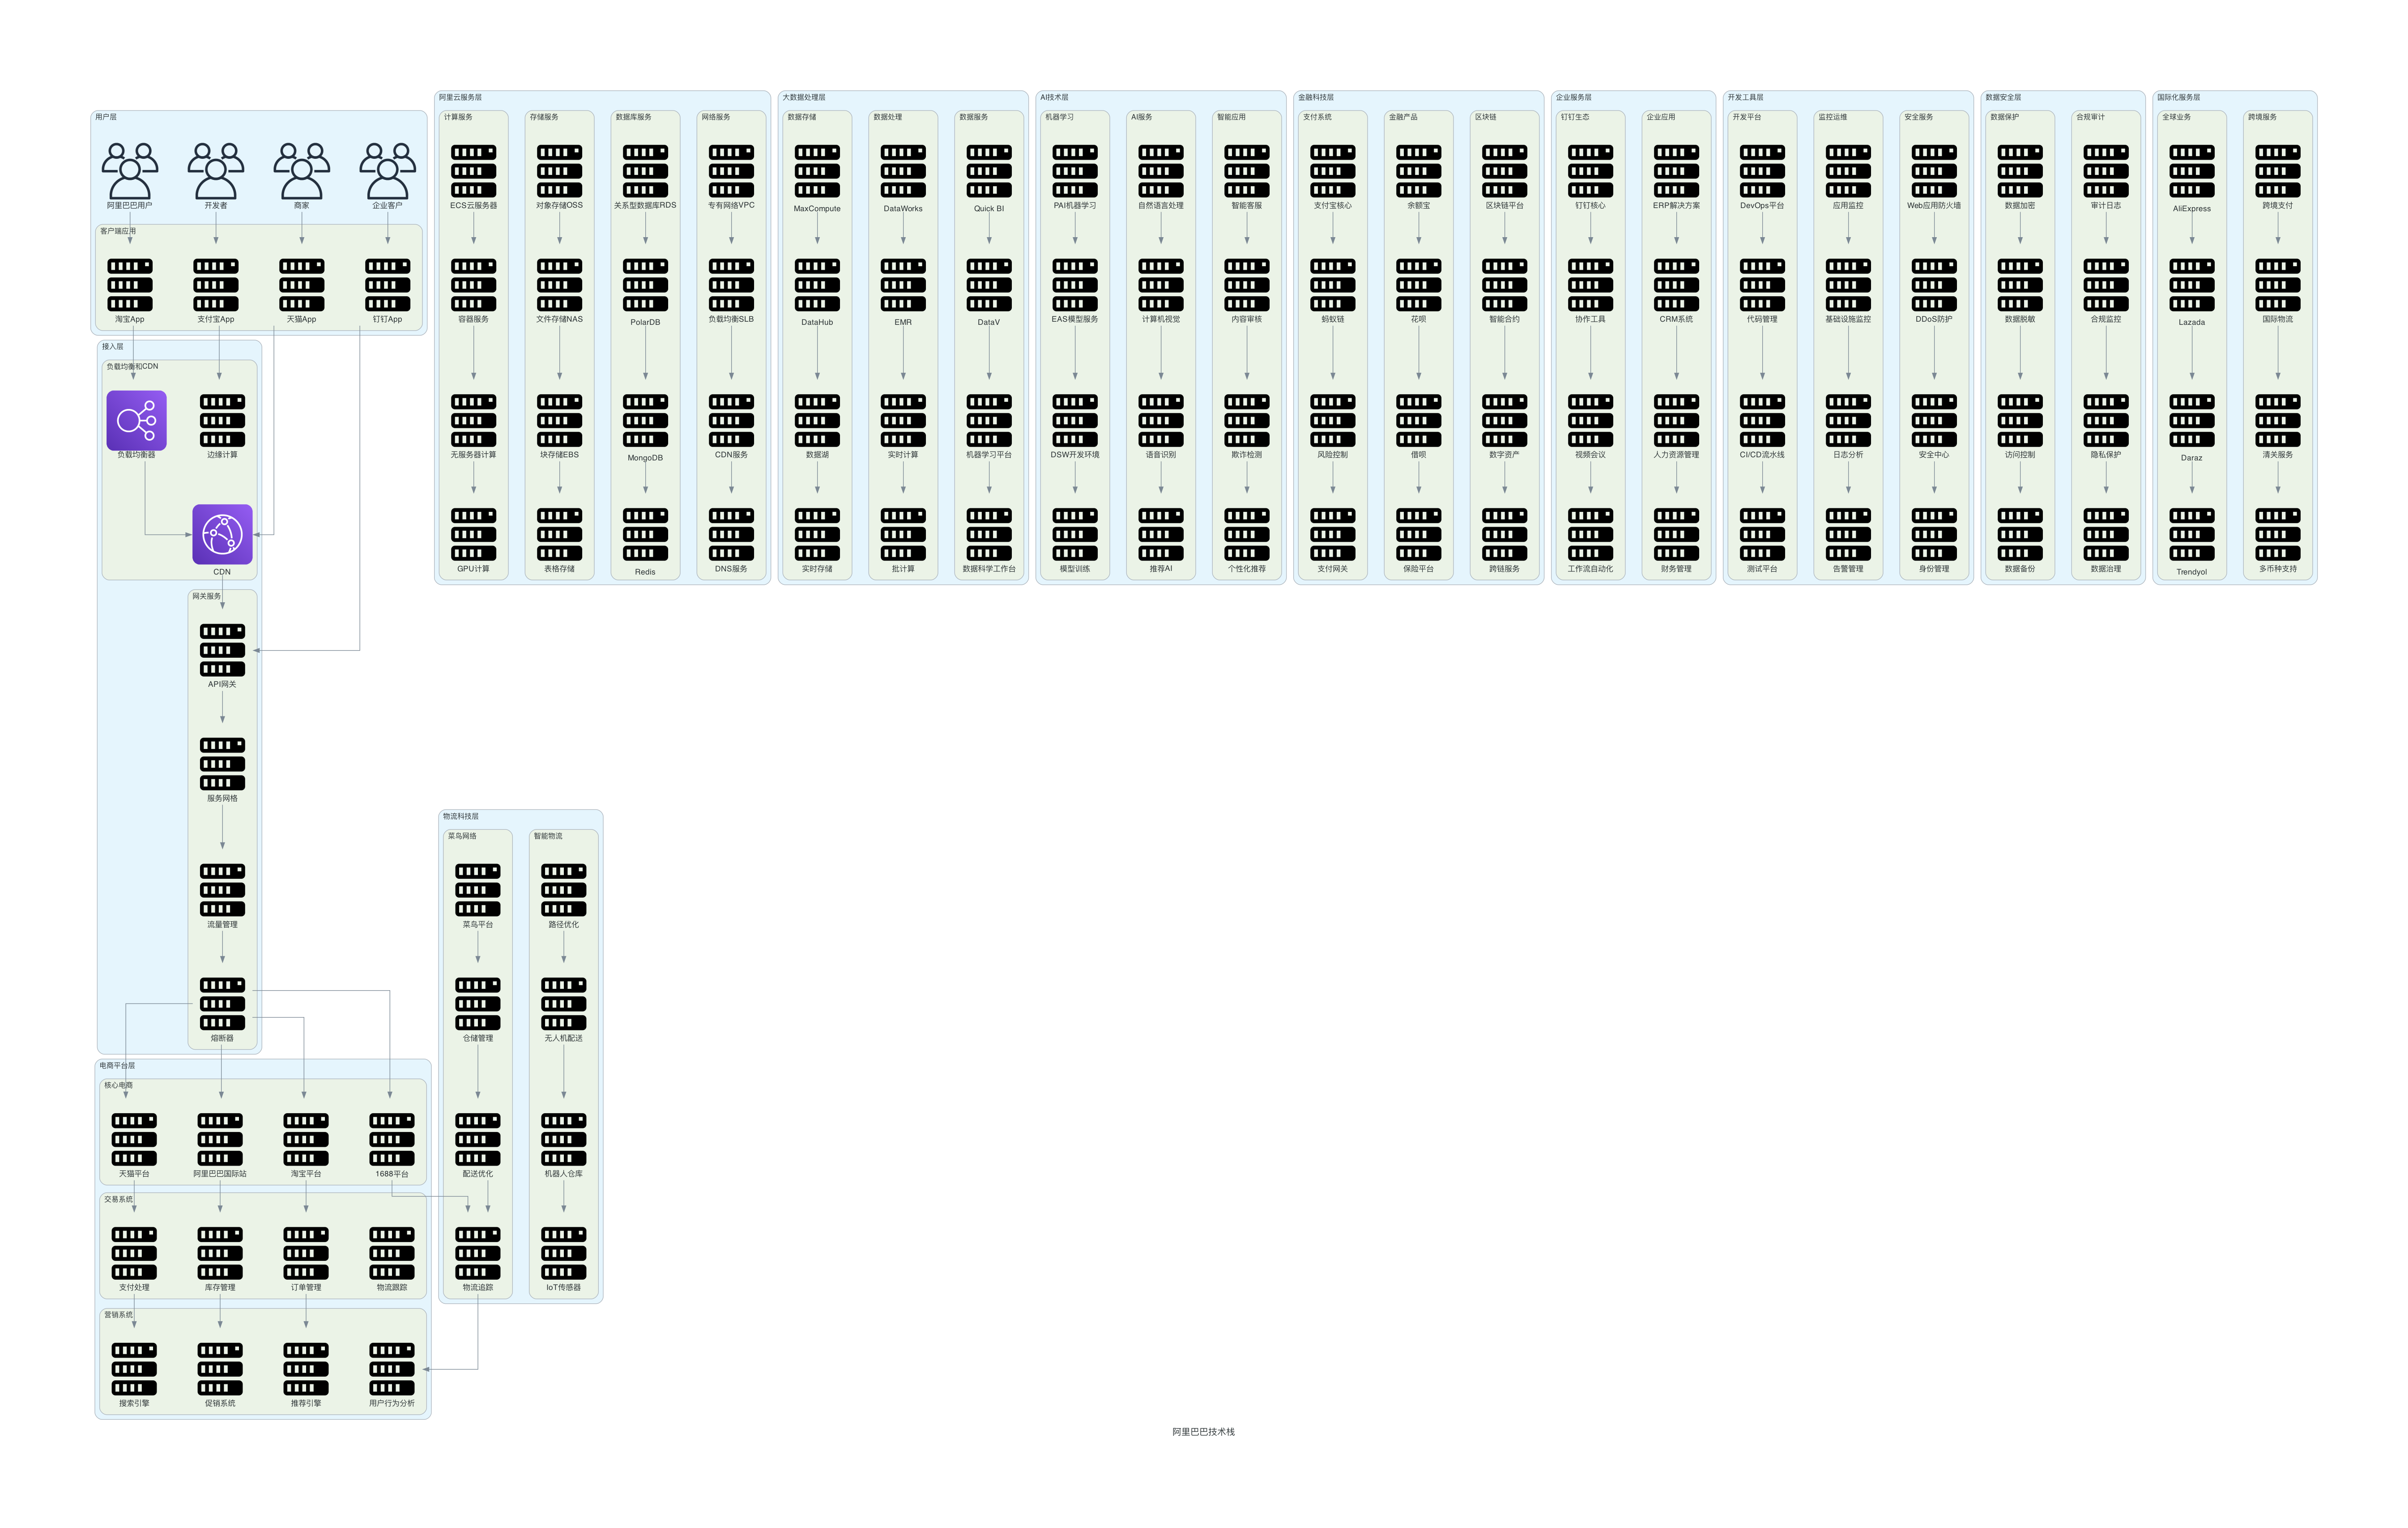 用户层
阿里巴巴用户
开发者
商家
企业客户
客户端应用
淘宝App
支付宝App
天猫App
钉钉App
接入层
负载均衡和CDN
负载均衡器
边缘计算
CDN
网关服务
API网关
服务网格
流量管理
熔断器
电商平台层
核心电商
天猫平台
阿里巴巴国际站
淘宝平台
1688平台
交易系统
支付处理
库存管理
订单管理
物流跟踪
营销系统
搜索引擎
促销系统
推荐引擎
用户行为分析
物流科技层
菜鸟网络
菜鸟平台
仓储管理
配送优化
物流追踪
智能物流
路径优化
无人机配送
机器人仓库
IoT传感器
阿里云服务层
计算服务
ECS云服务器
容器服务
无服务器计算
GPU计算
存储服务
对象存储OSS
文件存储NAS
块存储EBS
表格存储
数据库服务
关系型数据库RDS
PolarDB
MongoDB
Redis
网络服务
专有网络VPC
负载均衡SLB
CDN服务
DNS服务
大数据处理层
数据存储
MaxCompute
DataHub
数据湖
实时存储
数据处理
DataWorks
EMR
实时计算
批计算
数据服务
Quick BI
DataV
机器学习平台
数据科学工作台
AI技术层
机器学习
PAI机器学习
EAS模型服务
DSW开发环境
模型训练
AI服务
自然语言处理
计算机视觉
语音识别
推荐AI
智能应用
智能客服
内容审核
欺诈检测
个性化推荐
金融科技层
支付系统
支付宝核心
蚂蚁链
风险控制
支付网关
金融产品
余额宝
花呗
借呗
保险平台
区块链
区块链平台
智能合约
数字资产
跨链服务
企业服务层
钉钉生态
钉钉核心
协作工具
视频会议
工作流自动化
企业应用
ERP解决方案
CRM系统
人力资源管理
财务管理
开发工具层
开发平台
DevOps平台
代码管理
CI/CD流水线
测试平台
监控运维
应用监控
基础设施监控
日志分析
告警管理
安全服务
Web应用防火墙
DDoS防护
安全中心
身份管理
数据安全层
数据保护
数据加密
数据脱敏
访问控制
数据备份
合规审计
审计日志
合规监控
隐私保护
数据治理
国际化服务层
全球业务
AliExpress
Lazada
Daraz
Trendyol
跨境服务
跨境支付
国际物流
清关服务
多币种支持
阿里巴巴技术栈